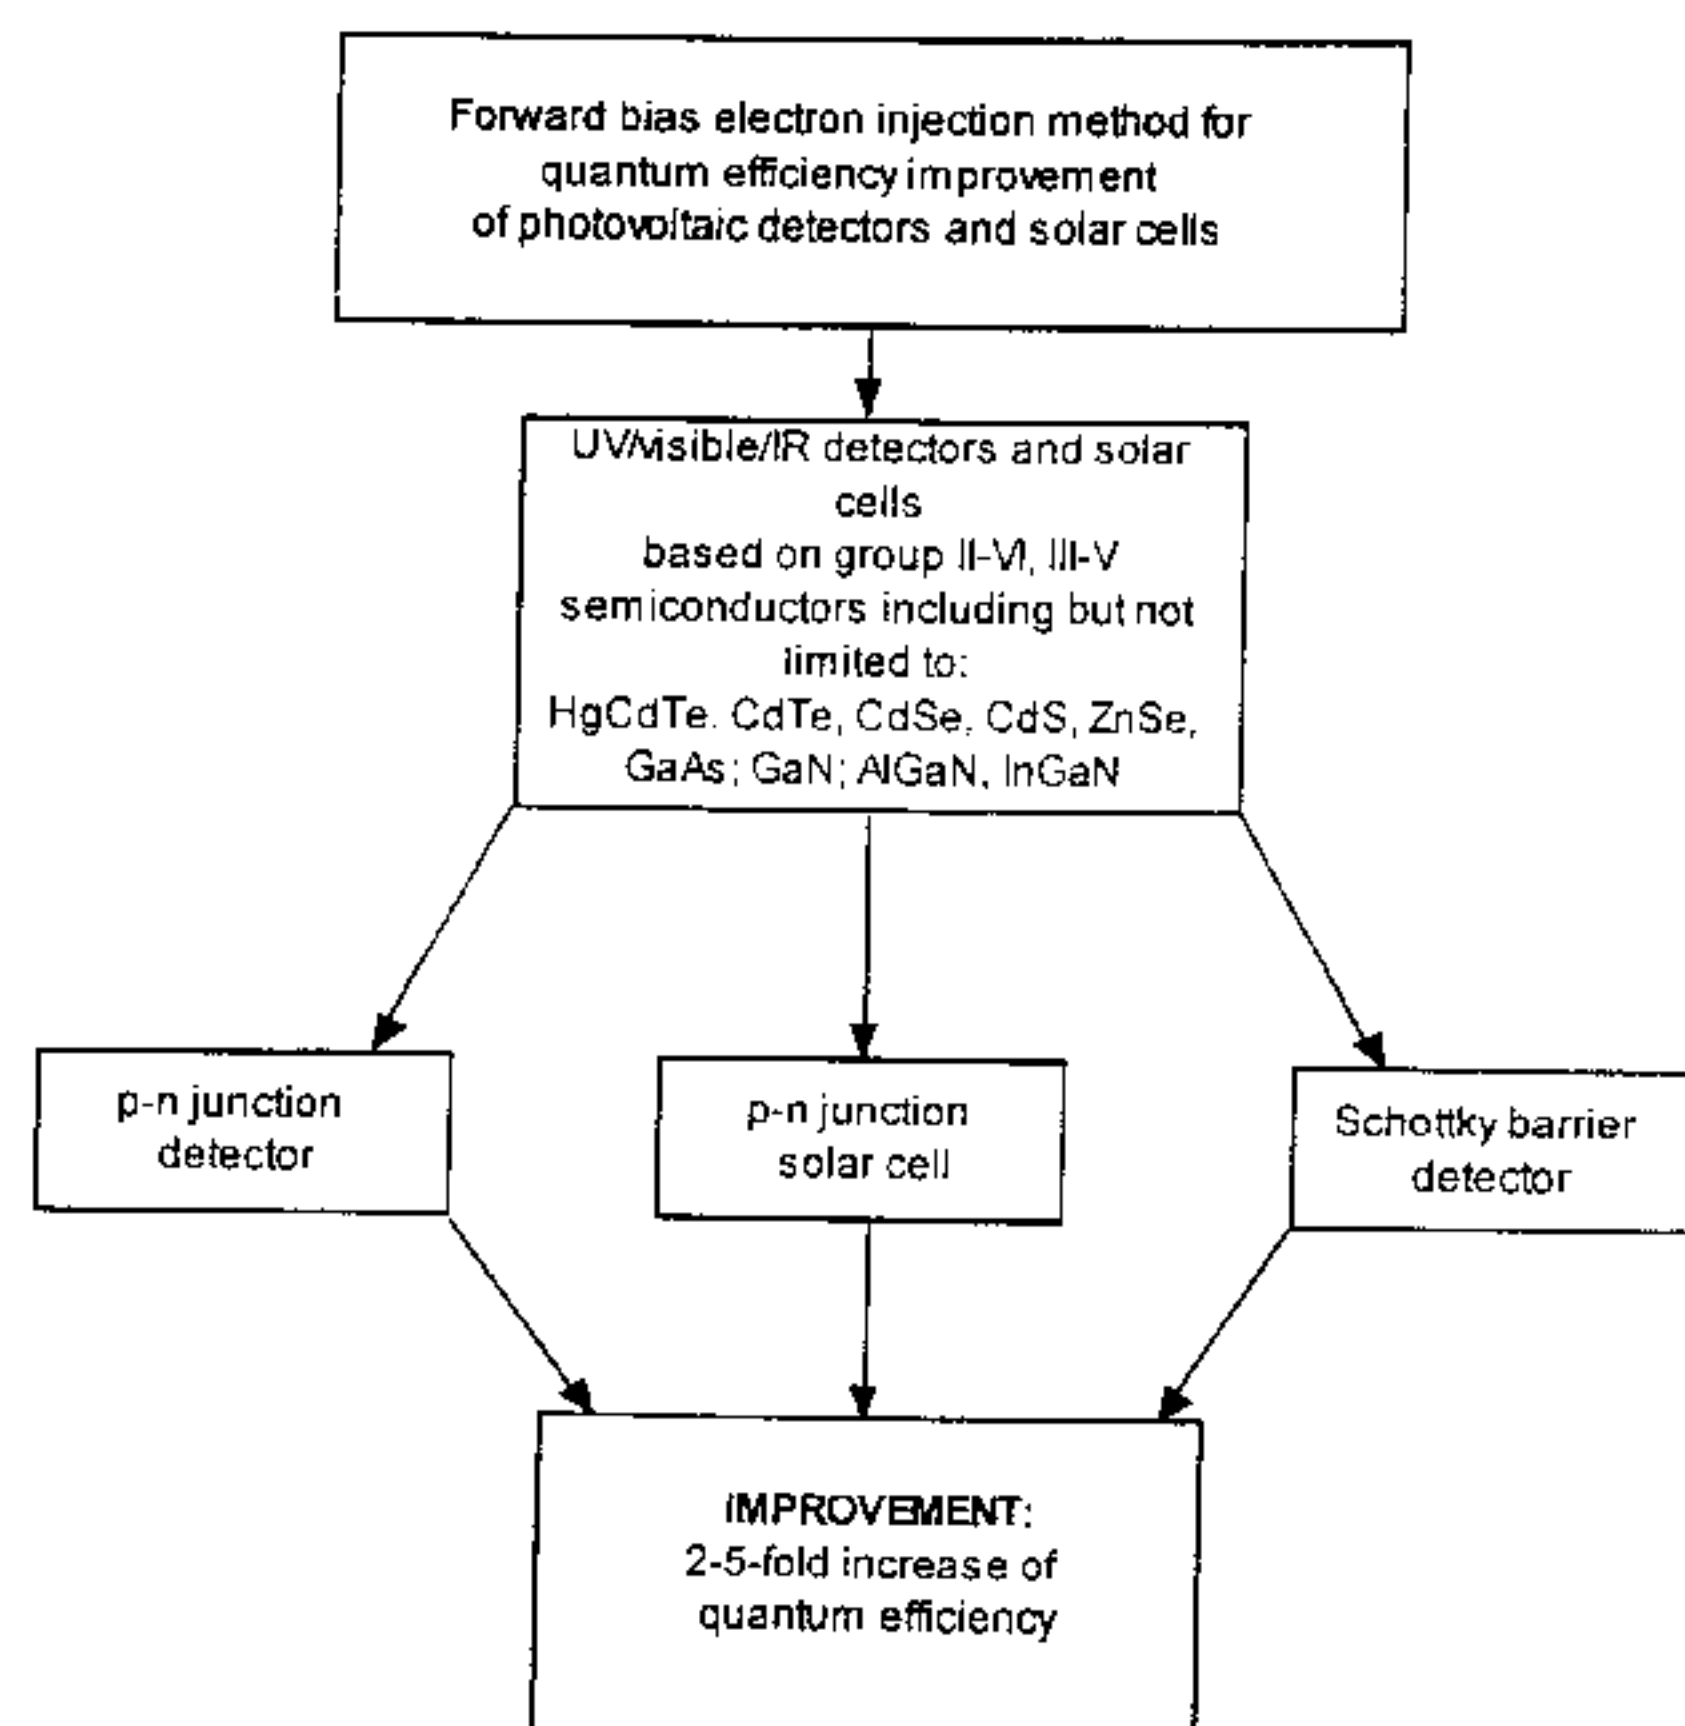 Forward bias electron injection method for
quantum efficiency improvement
of photovoltaic detectors and solar cells
UV/visible/IR detectors and solar
cells
based on group II-VI, III-V
semiconductors including but not
limited to:
HgCdTe. CdTe, CdSe, CdS, ZnSe,
GaAs; GaN; AlGaN, InGaN
p-n junction
detector
p-n junction
solar cell
Schottky barrier
detector
IMPROVEMENT:
2-5-fold increase of
quantum efficiency